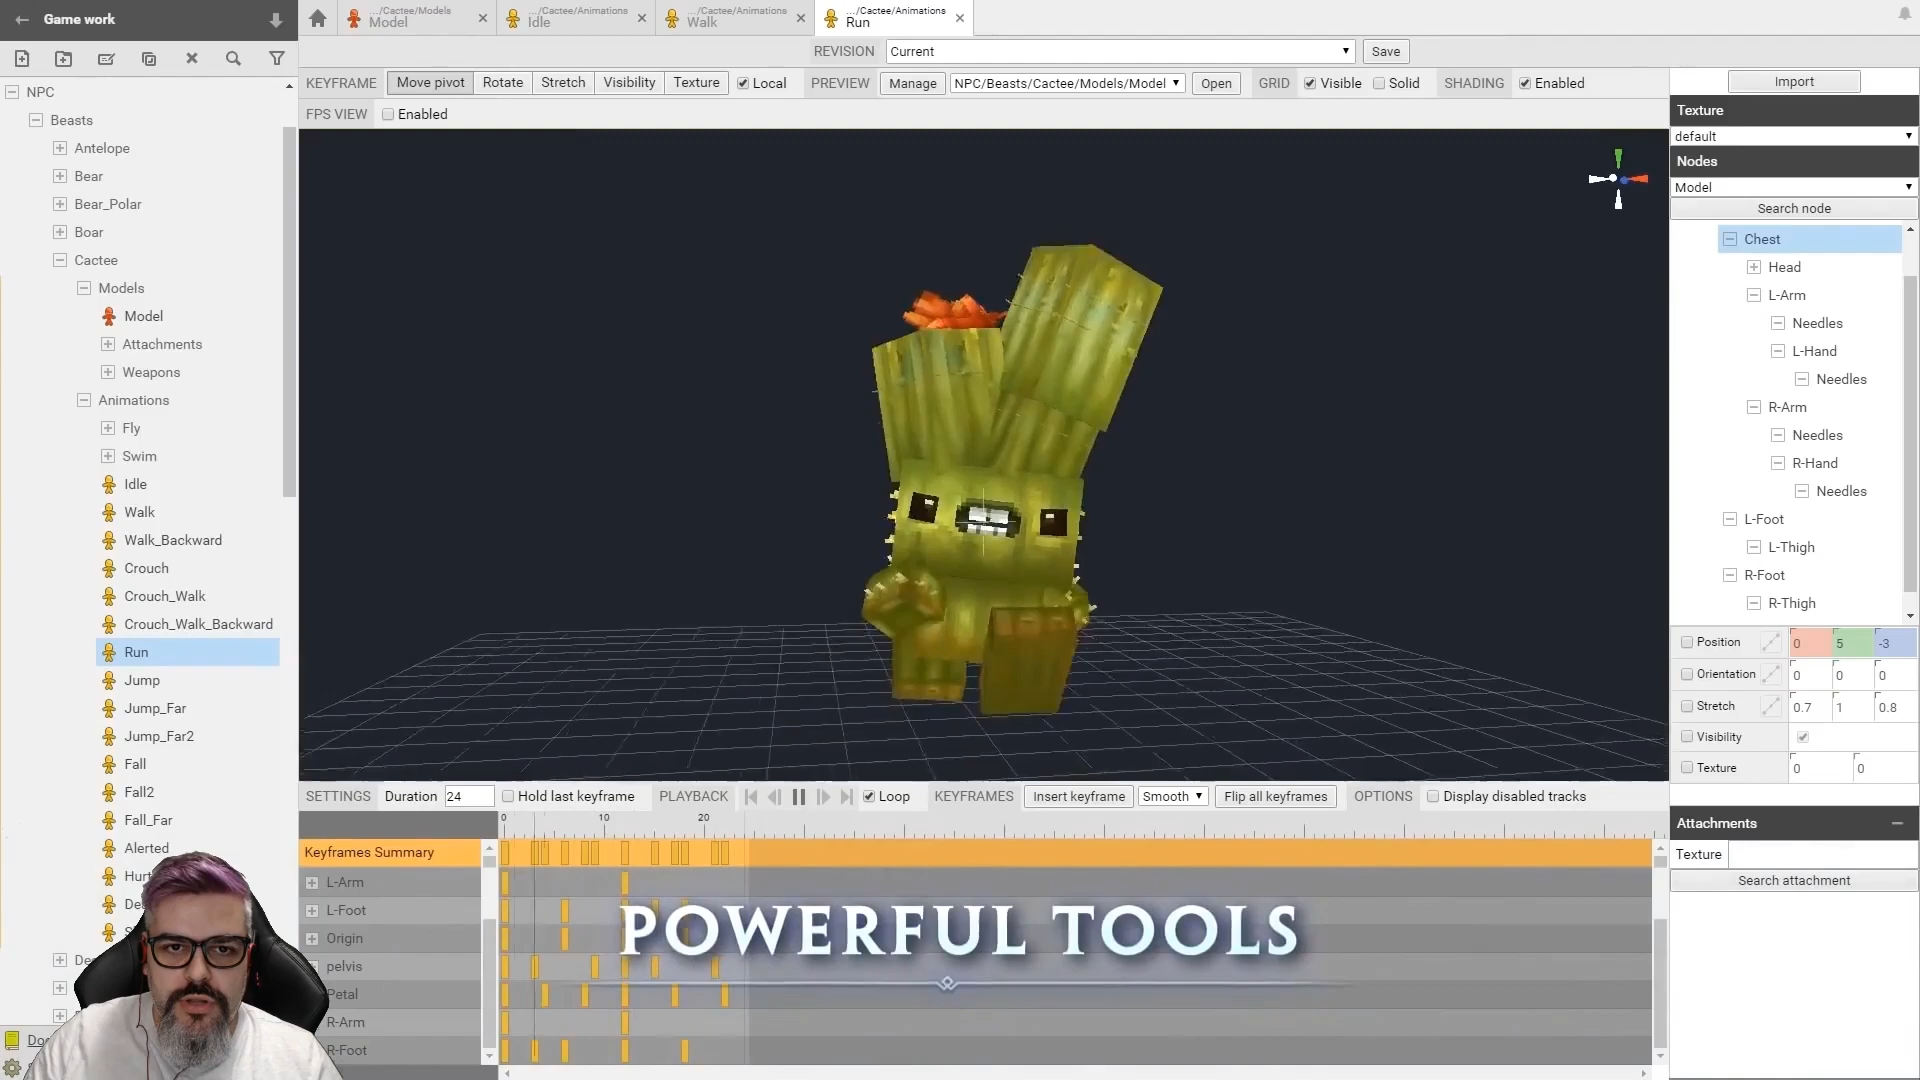 Game work
NPC
Beasts
Antelope
Bear
Bear_Polar
Boar
Cactee
Models
Model
Attachments
Weapons
Animations
Fly
Swim
Idle
Walk
Walk_Backward
Crouch
Crouch_Walk
Crouch_Walk_Backward
Run
Jump
Jump_Far
Jump_Far2
Fall
Fall2
Fall_Far
Alerted
.../Cactee/Models
Model
.../Cactee/Animations
Idle
.../Cactee/Animations
Walk
.../Cactee/Animations
Run
REVISION Current Save
KEYFRAME Move pivot Rotate Stretch Visibility Texture Local PREVIEW Manage NPC/Beasts/Cactee/Models/Model Open GRID Visible Solid SHADING Enabled
FPS VIEW Enabled
Import
Texture
default
Nodes
Model
Search node
Chest
Head
L-Arm
Needles
L-Hand
Needles
R-Arm
Needles
R-Hand
Needles
L-Foot
L-Thigh
R-Foot
R-Thigh
Position 0 5 -3
Orientation 0 0 0
Stretch 0.7 1 0.8
Visibility
Texture 0 0
Attachments
Texture
Search attachment
SETTINGS Duration 24 Hold last keyframe PLAYBACK Loop KEYFRAMES Insert keyframe Smooth Flip all keyframes OPTIONS Display disabled tracks
0 10 20
Keyframes Summary
L-Arm
L-Foot
Origin
pelvis
Petal
R-Arm
R-Foot
POWERFUL TOOLS